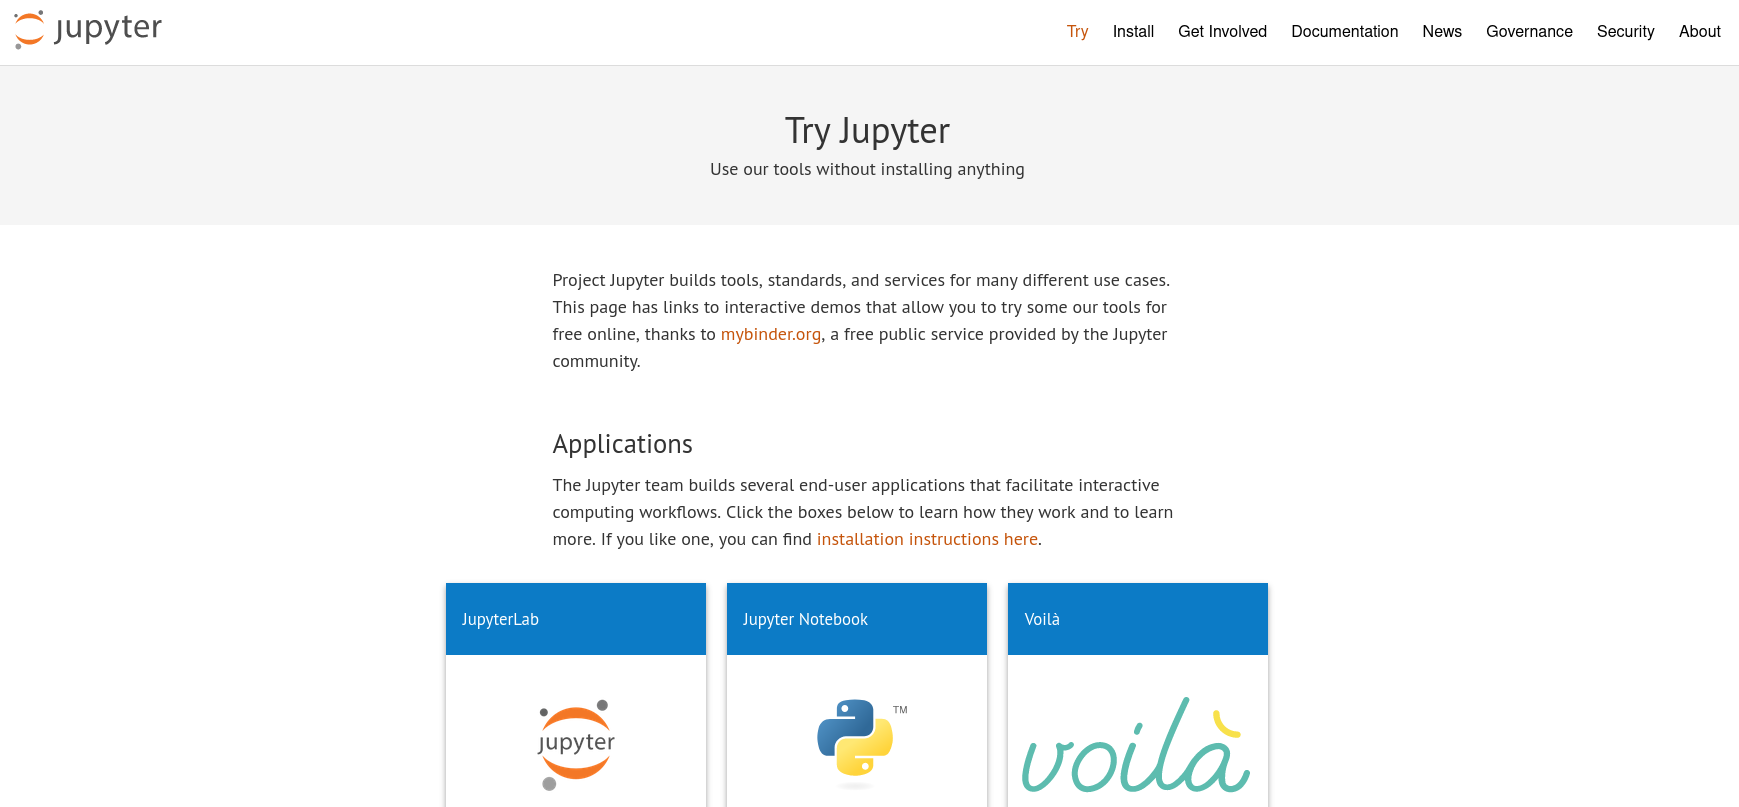 jupyter
Try Install Get Involved Documentation News Governance Security About
Try Jupyter
Use our tools without installing anything
Project Jupyter builds tools, standards, and services for many different use cases.
This page has links to interactive demos that allow you to try some our tools for
free online, thanks to mybinder.org, a free public service provided by the Jupyter
community.
Applications
The Jupyter team builds several end-user applications that facilitate interactive
computing workflows. Click the boxes below to learn how they work and to learn
more. If you like one, you can find installation instructions here.
JupyterLab
Jupyter Notebook
Voilà
jupyter
TM
voilà